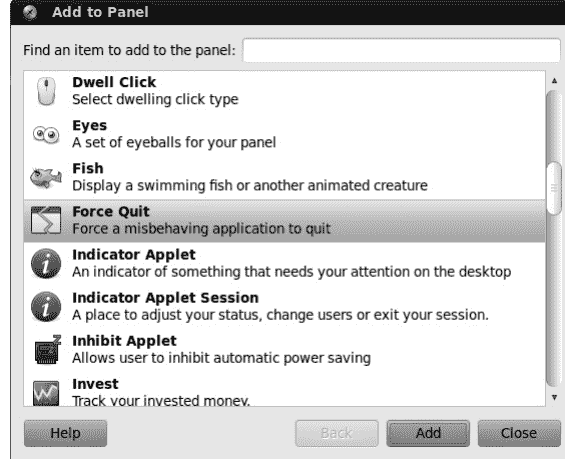 Add to Panel
Find an item to add to the panel:
Dwell Click
Select dwelling click type
Eyes
A set of eyeballs for your panel
Fish
Display a swimming fish or another animated creature
Force Quit
Force a misbehaving application to quit
Indicator Applet
An indicator of something that needs your attention on the desktop
Indicator Applet Session
A place to adjust your status, change users or exit your session.
Inhibit Applet
Allows user to inhibit automatic power saving
Invest
Track your invested money.
Help Back Add Close